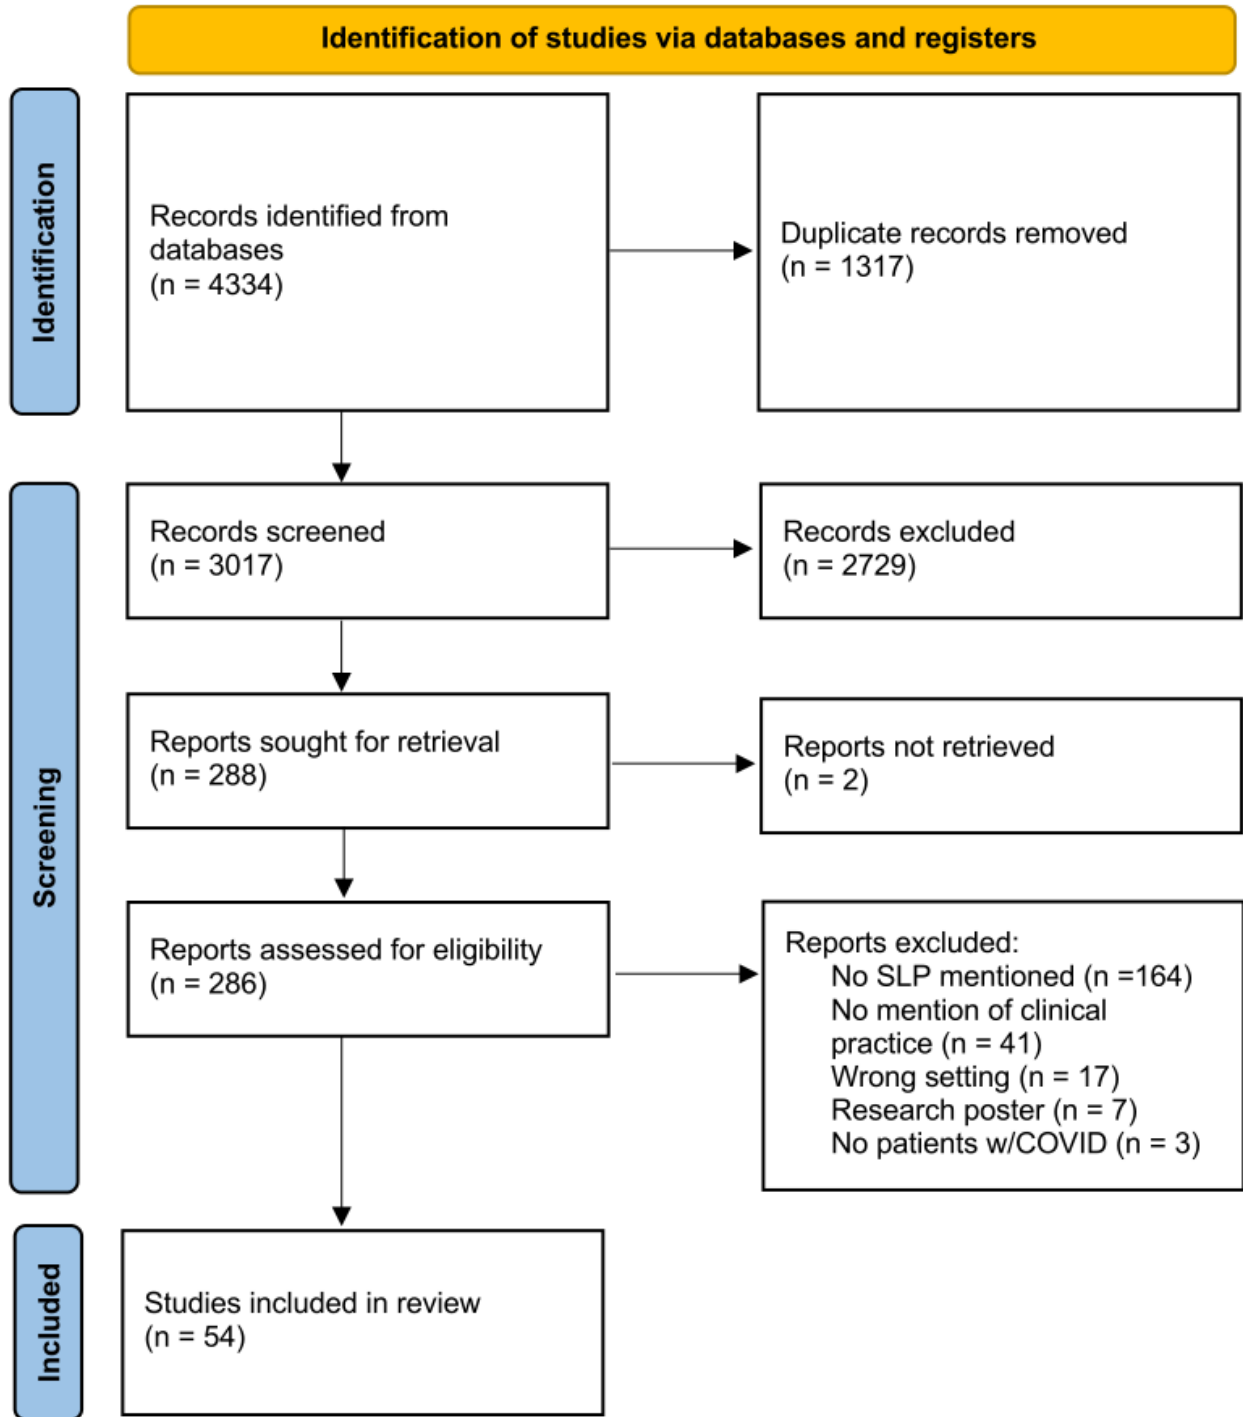 Identification of studies via databases and registers
Identification
Records identified from
databases
(n = 4334)
Duplicate records removed
(n = 1317)
Screening
Records screened
(n = 3017)
Records excluded
(n = 2729)
Reports sought for retrieval
(n = 288)
Reports not retrieved
(n = 2)
Reports assessed for eligibility
(n = 286)
Reports excluded:
No SLP mentioned (n =164)
No mention of clinical
practice (n = 41)
Wrong setting (n = 17)
Research poster (n = 7)
No patients w/COVID (n = 3)
Included
Studies included in review
(n = 54)